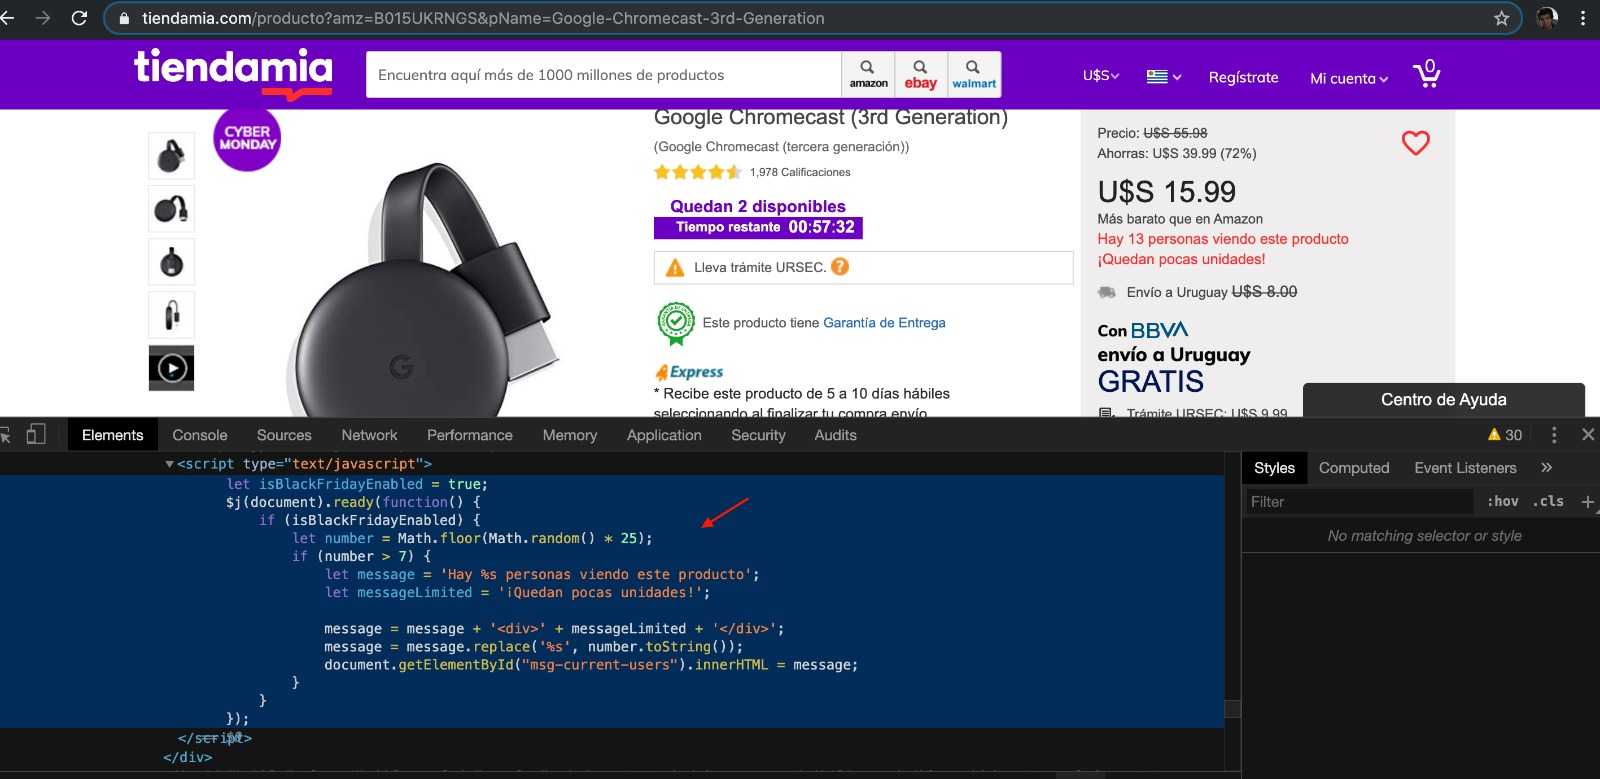 tiendamia.com/producto?amz=B015UKRNGS&pName=Google-Chromecast-3rd-Generation
tiendamia
Encuentra aquí más de 1000 millones de productos
amazon
ebay
walmart
U$S
Regístrate
Mi cuenta
0
CYBER
MONDAY
Google Chromecast (3rd Generation)
(Google Chromecast (tercera generación))
1,978 Calificaciones
Quedan 2 disponibles
Tiempo restante 00:57:32
Lleva trámite URSEC. ?
Este producto tiene Garantía de Entrega
Express
* Recibe este producto de 5 a 10 días hábiles
seleccionando al finalizar tu compra envío
Precio: U$S 55.98
Ahorras: U$S 39.99 (72%)
U$S 15.99
Más barato que en Amazon
Hay 13 personas viendo este producto
¡Quedan pocas unidades!
Envío a Uruguay U$S 8.00
Con BBVA
envío a Uruguay
GRATIS
Trámite URSEC: U$S 9.99
Centro de Ayuda
Elements Console Sources Network Performance Memory Application Security Audits
30
<script type="text/javascript">
let isBlackFridayEnabled = true;
$j(document).ready(function() {
if (isBlackFridayEnabled) {
let number = Math.floor(Math.random() * 25);
if (number > 7) {
let message = 'Hay %s personas viendo este producto';
let messageLimited = '¡Quedan pocas unidades!';
message = message + '<div>' + messageLimited + '</div>';
message = message.replace('%s', number.toString());
document.getElementById("msg-current-users").innerHTML = message;
}
}
});
</script>
</div>
Styles Computed Event Listeners »
Filter
:hov .cls +
No matching selector or style